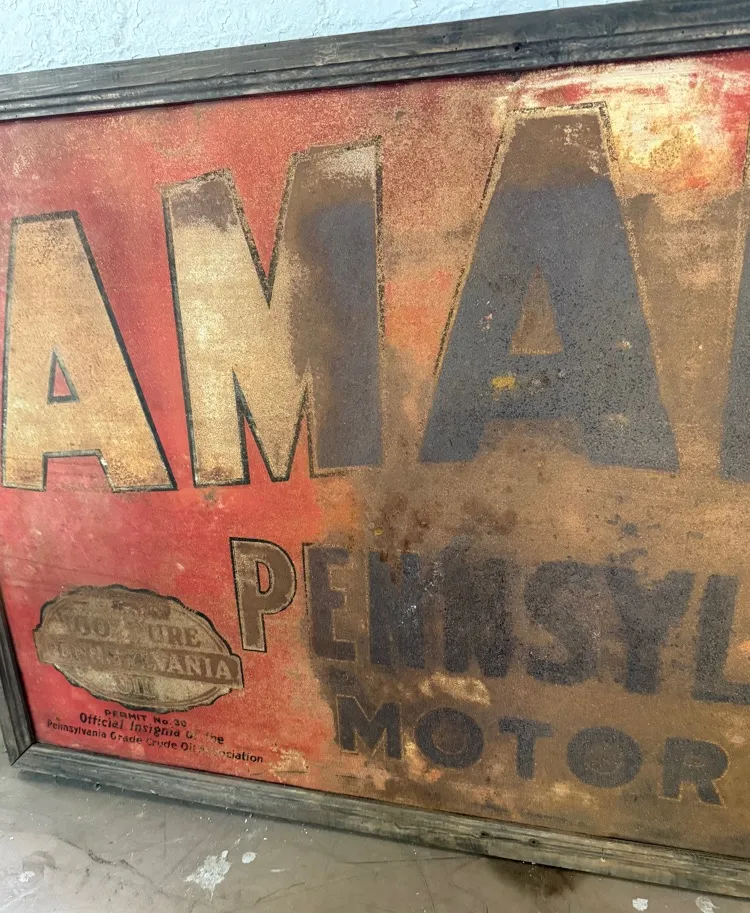 AMA
PENNSYL
MOTOR
100% PURE
PENNSYLVANIA
OIL
PERMIT No. 30
Official Insignia of the
Pennsylvania Grade Crude Oil Association